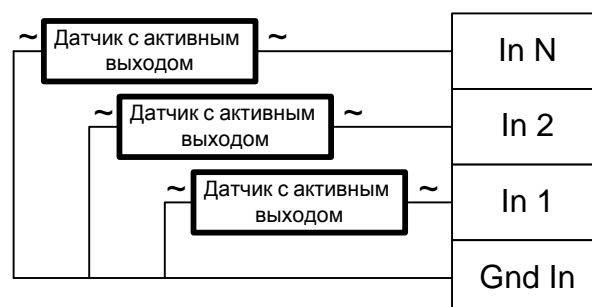 ~ Датчик с активным
выходом ~
In N
~ Датчик с активным
выходом ~
In 2
~ Датчик с активным
выходом ~
In 1
Gnd In